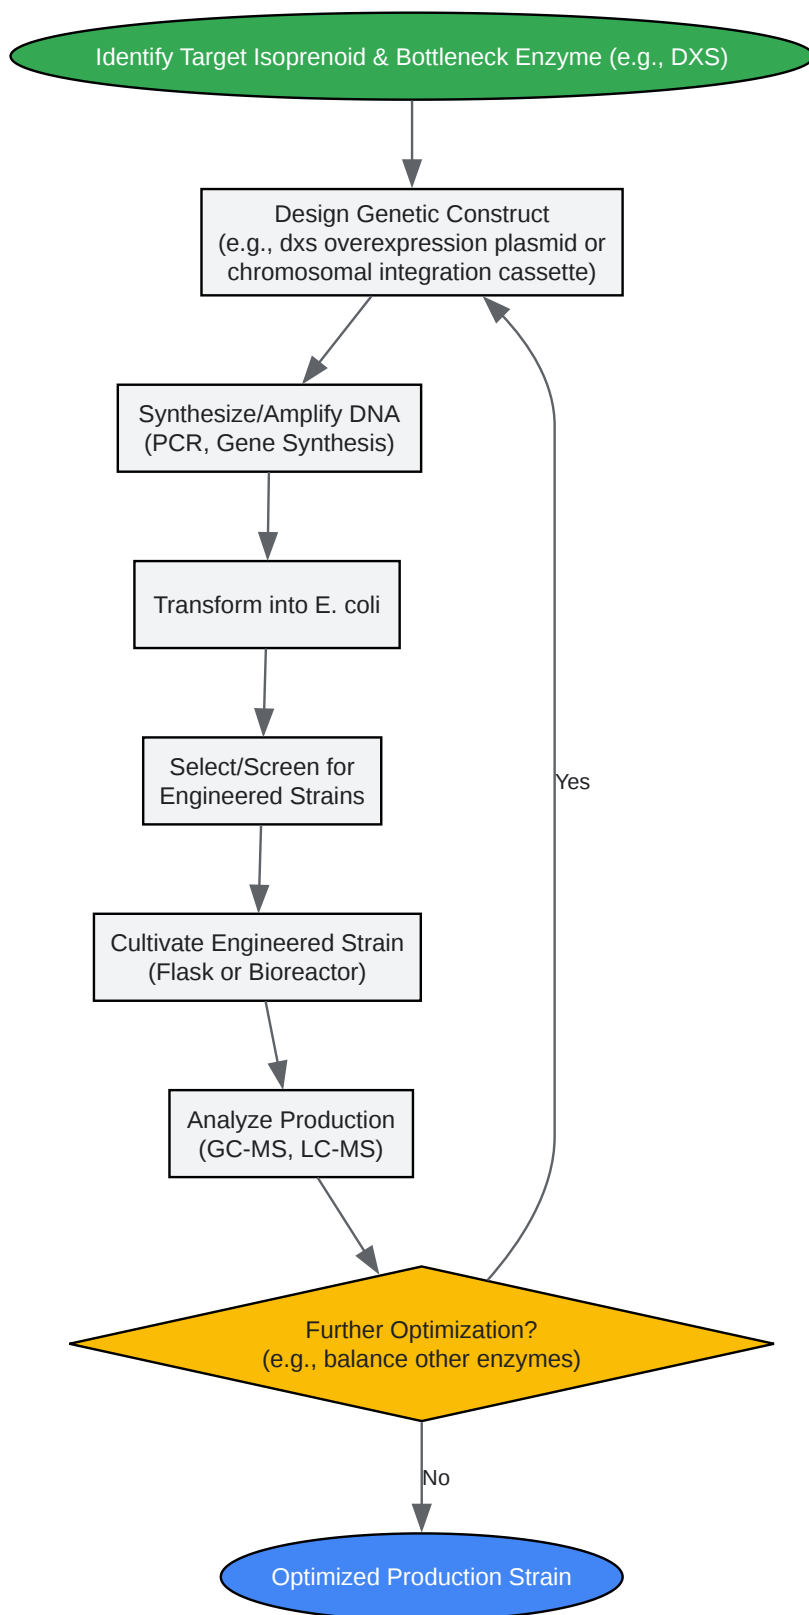 Identify Target Isoprenoid & Bottleneck Enzyme (e.g., DXS)
Design Genetic Construct
(e.g., dxs overexpression plasmid or
chromosomal integration cassette)
Synthesize/Amplify DNA
(PCR, Gene Synthesis)
Transform into E. coli
Select/Screen for
Engineered Strains
Yes
Cultivate Engineered Strain
(Flask or Bioreactor)
Analyze Production
(GC-MS, LC-MS)
Further Optimization?
(e.g., balance other enzymes)
No
Optimized Production Strain